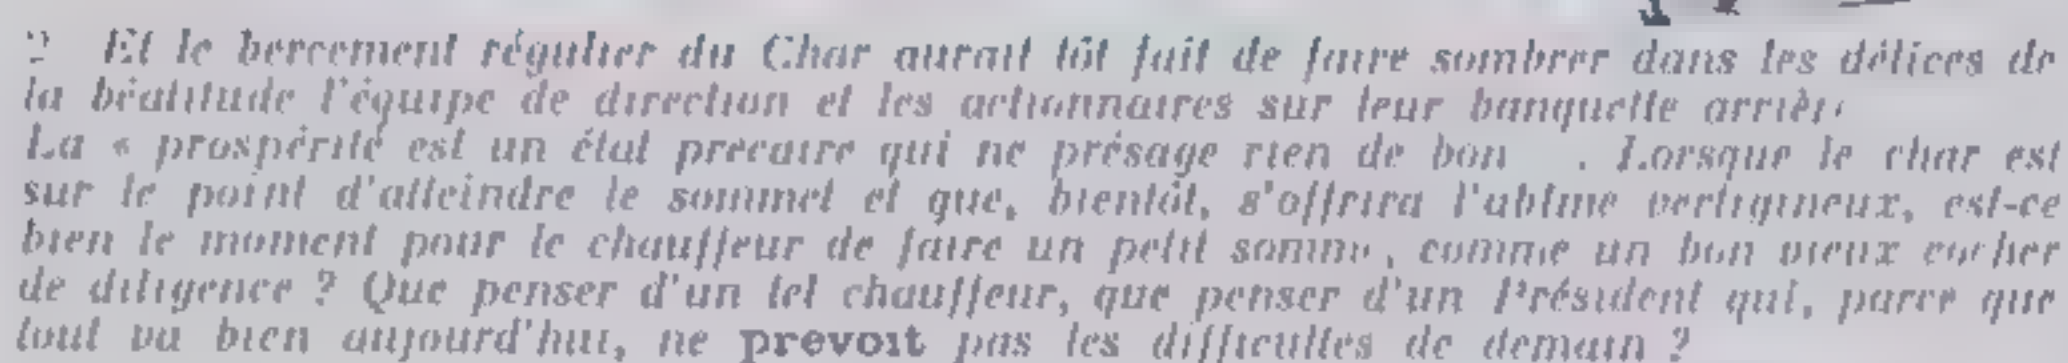 2 Et le bercement régulier du Char aurait tôt fait de faire sombrer dans les délices de
la béatitude l'équipe de direction et les actionnaires sur leur banquette arrière
La « prospérité est un état précaire qui ne présage rien de bon . Lorsque le char est
sur le point d'atteindre le sommet et que, bientôt, s'offrira l'abîme vertigineux, est-ce
bien le moment pour le chauffeur de faire un petit somme, comme un bon vieux cocher
de diligence ? Que penser d'un tel chauffeur, que penser d'un Président qui, parce que
tout va bien aujourd'hui, ne prevoit pas les difficultes de demain ?